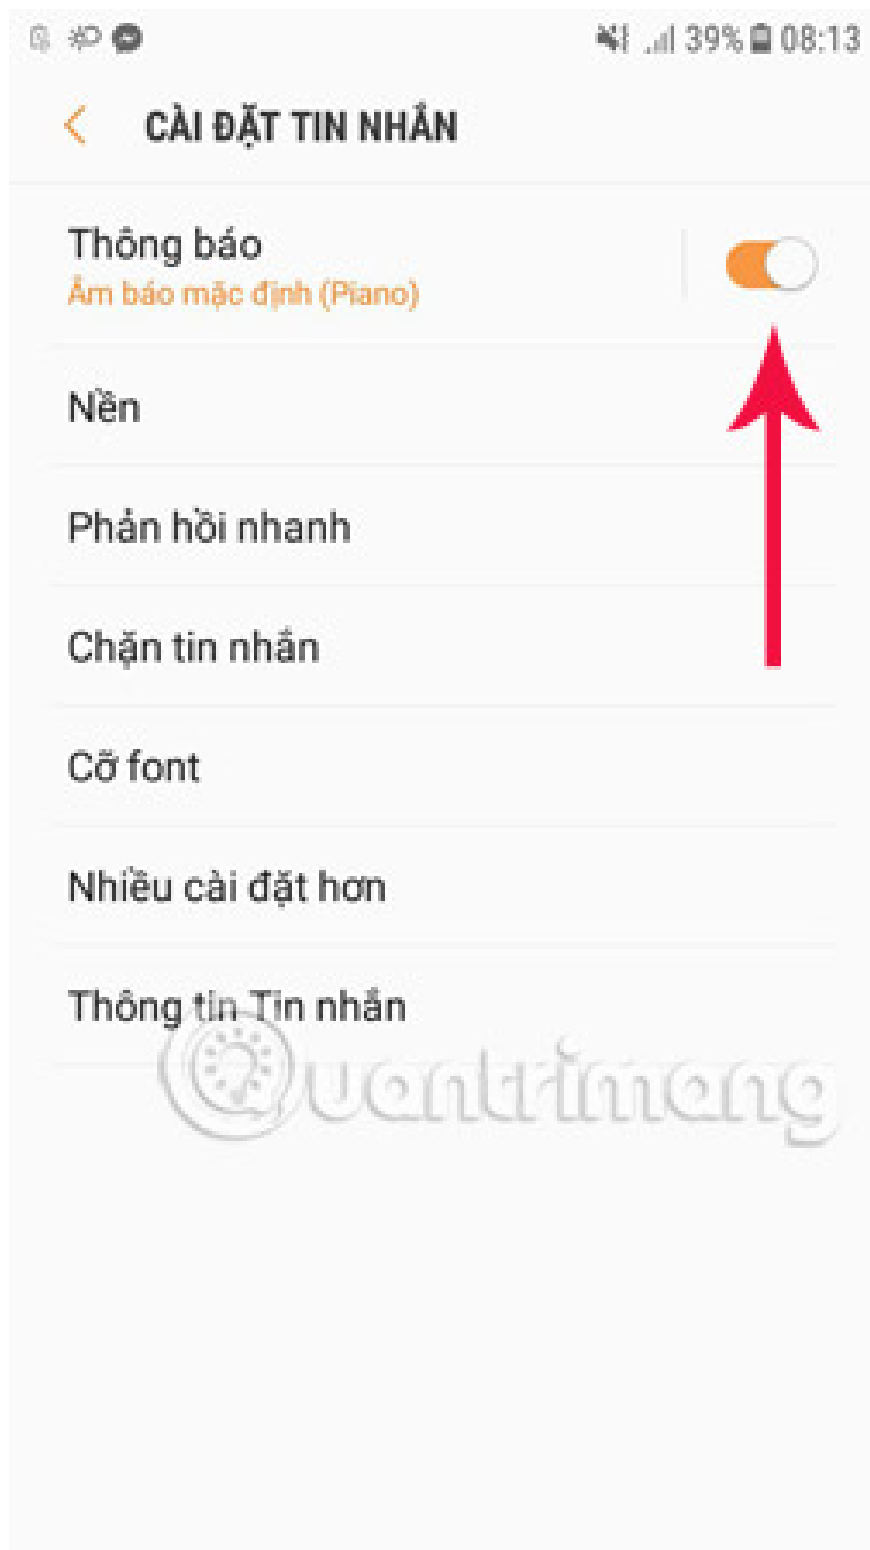 39% 08:13
CÀI ĐẶT TIN NHẮN
Thông báo
Âm báo mặc định (Piano)
Nền
Phản hồi nhanh
Chặn tin nhắn
Cỡ font
Nhiều cài đặt hơn
Thông tin Tin nhắn
Quantrimang